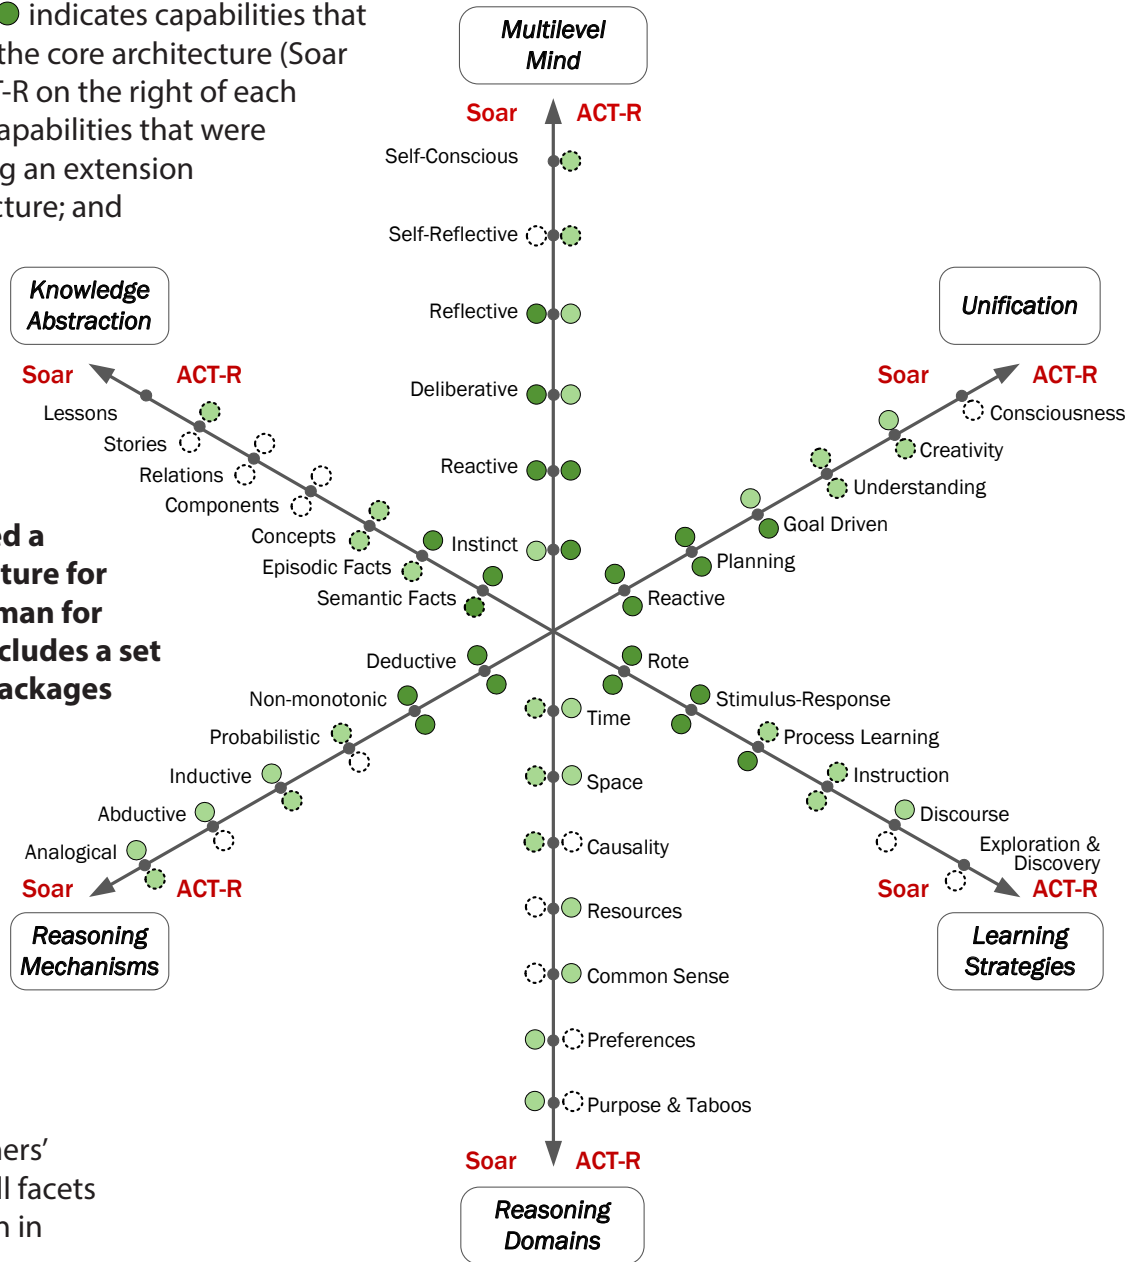 indicates capabilities that
the core architecture (Soar
T-R on the right of each
apabilities that were
g an extension
cture; and
Multilevel
Mind
Soar ACT-R
Self-Conscious
Self-Reflective
Reflective
Deliberative
Reactive
Instinct
Knowledge
Abstraction
Soar ACT-R
Lessons
Stories
Relations
Components
Concepts
Episodic Facts
Semantic Facts
Unification
Soar ACT-R
Consciousness
Creativity
Understanding
Goal Driven
Planning
Reactive
ed a
ture for
man for
cludes a set
ackages
Deductive
Non-monotonic
Probabilistic
Inductive
Abductive
Analogical
Soar ACT-R
Reasoning
Mechanisms
Time
Space
Causality
Resources
Common Sense
Preferences
Purpose & Taboos
Soar ACT-R
Reasoning
Domains
Rote
Stimulus-Response
Process Learning
Instruction
Discourse
Exploration &
Discovery
Soar ACT-R
Learning
Strategies
ners’
ll facets
n in